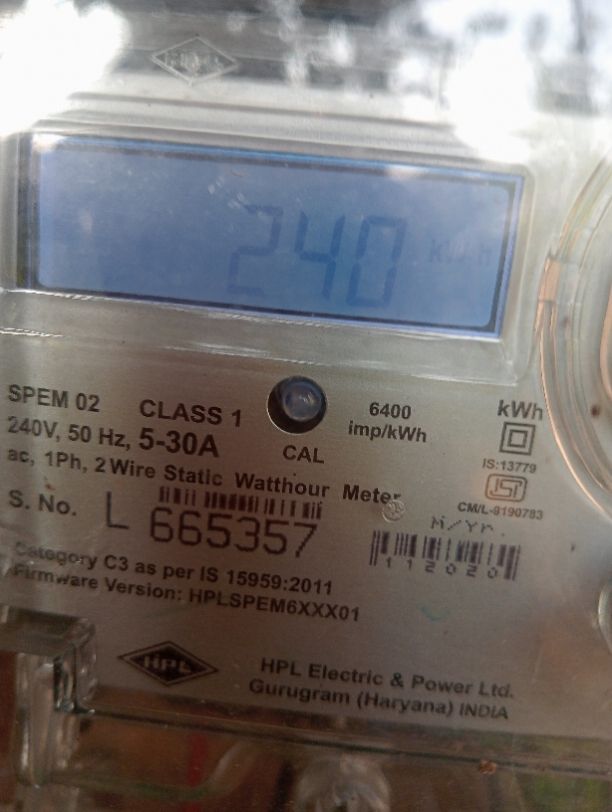 HPL
240 kWh
SPEM 02 CLASS 1 6400 imp/kWh kWh
240V, 50 Hz, 5-30A CAL
IS:13779
ac, 1Ph, 2 Wire Static Watthour Meter
CM/L-8190783
S. No. L 665357
M/Yr.
112020
Category C3 as per IS 15959:2011
Firmware Version: HPLSPEM6XXX01
HPL
HPL Electric & Power Ltd.
Gurugram (Haryana) INDIA